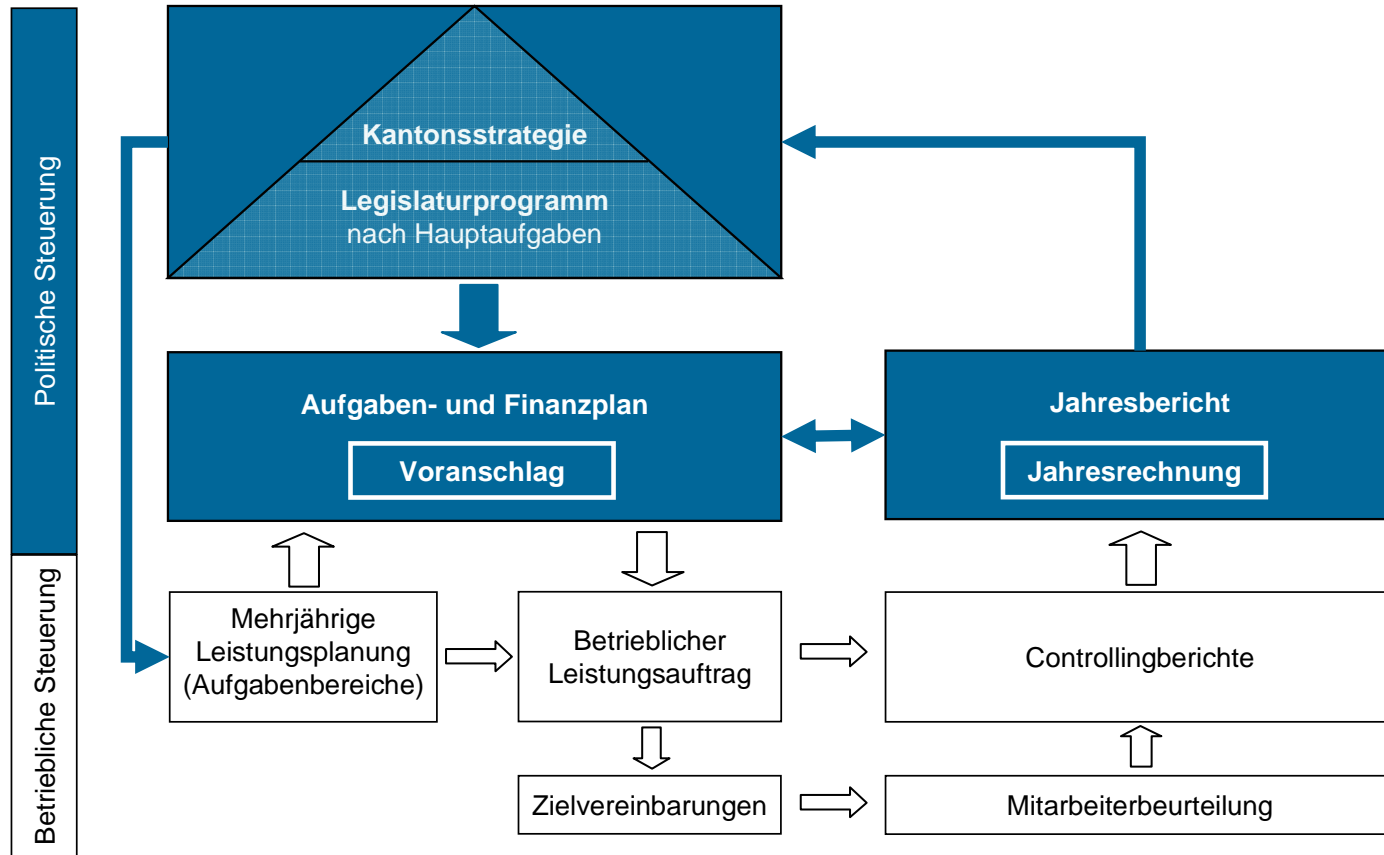 Politische Steuerung
Kantonsstrategie
Legislaturprogramm
nach Hauptaufgaben
Aufgaben- und Finanzplan
Voranschlag
Jahresbericht
Jahresrechnung
Betriebliche Steuerung
Mehrjährige
Leistungsplanung
(Aufgabenbereiche)
Betrieblicher
Leistungsauftrag
Controllingberichte
Zielvereinbarungen
Mitarbeiterbeurteilung